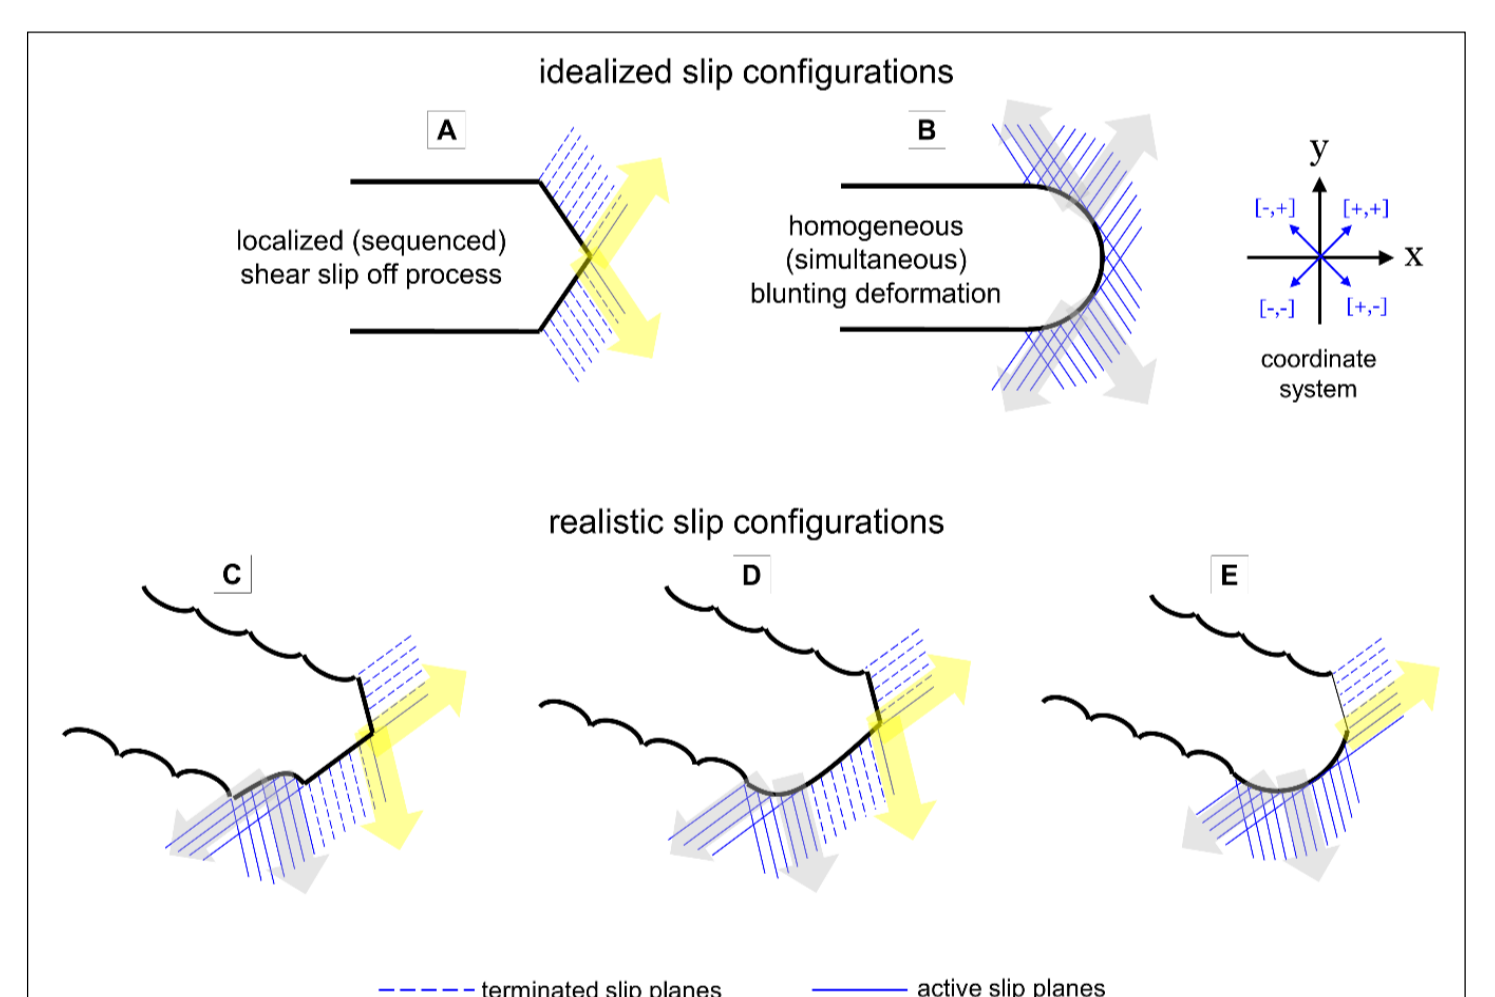 idealized slip configurations
A
B
localized (sequenced)
shear slip off process
homogeneous
(simultaneous)
blunting deformation
y
[-,+]
[+,+]
x
[-,-]
[+,-]
coordinate
system
realistic slip configurations
C
D
E
terminated slip planes
active slip planes